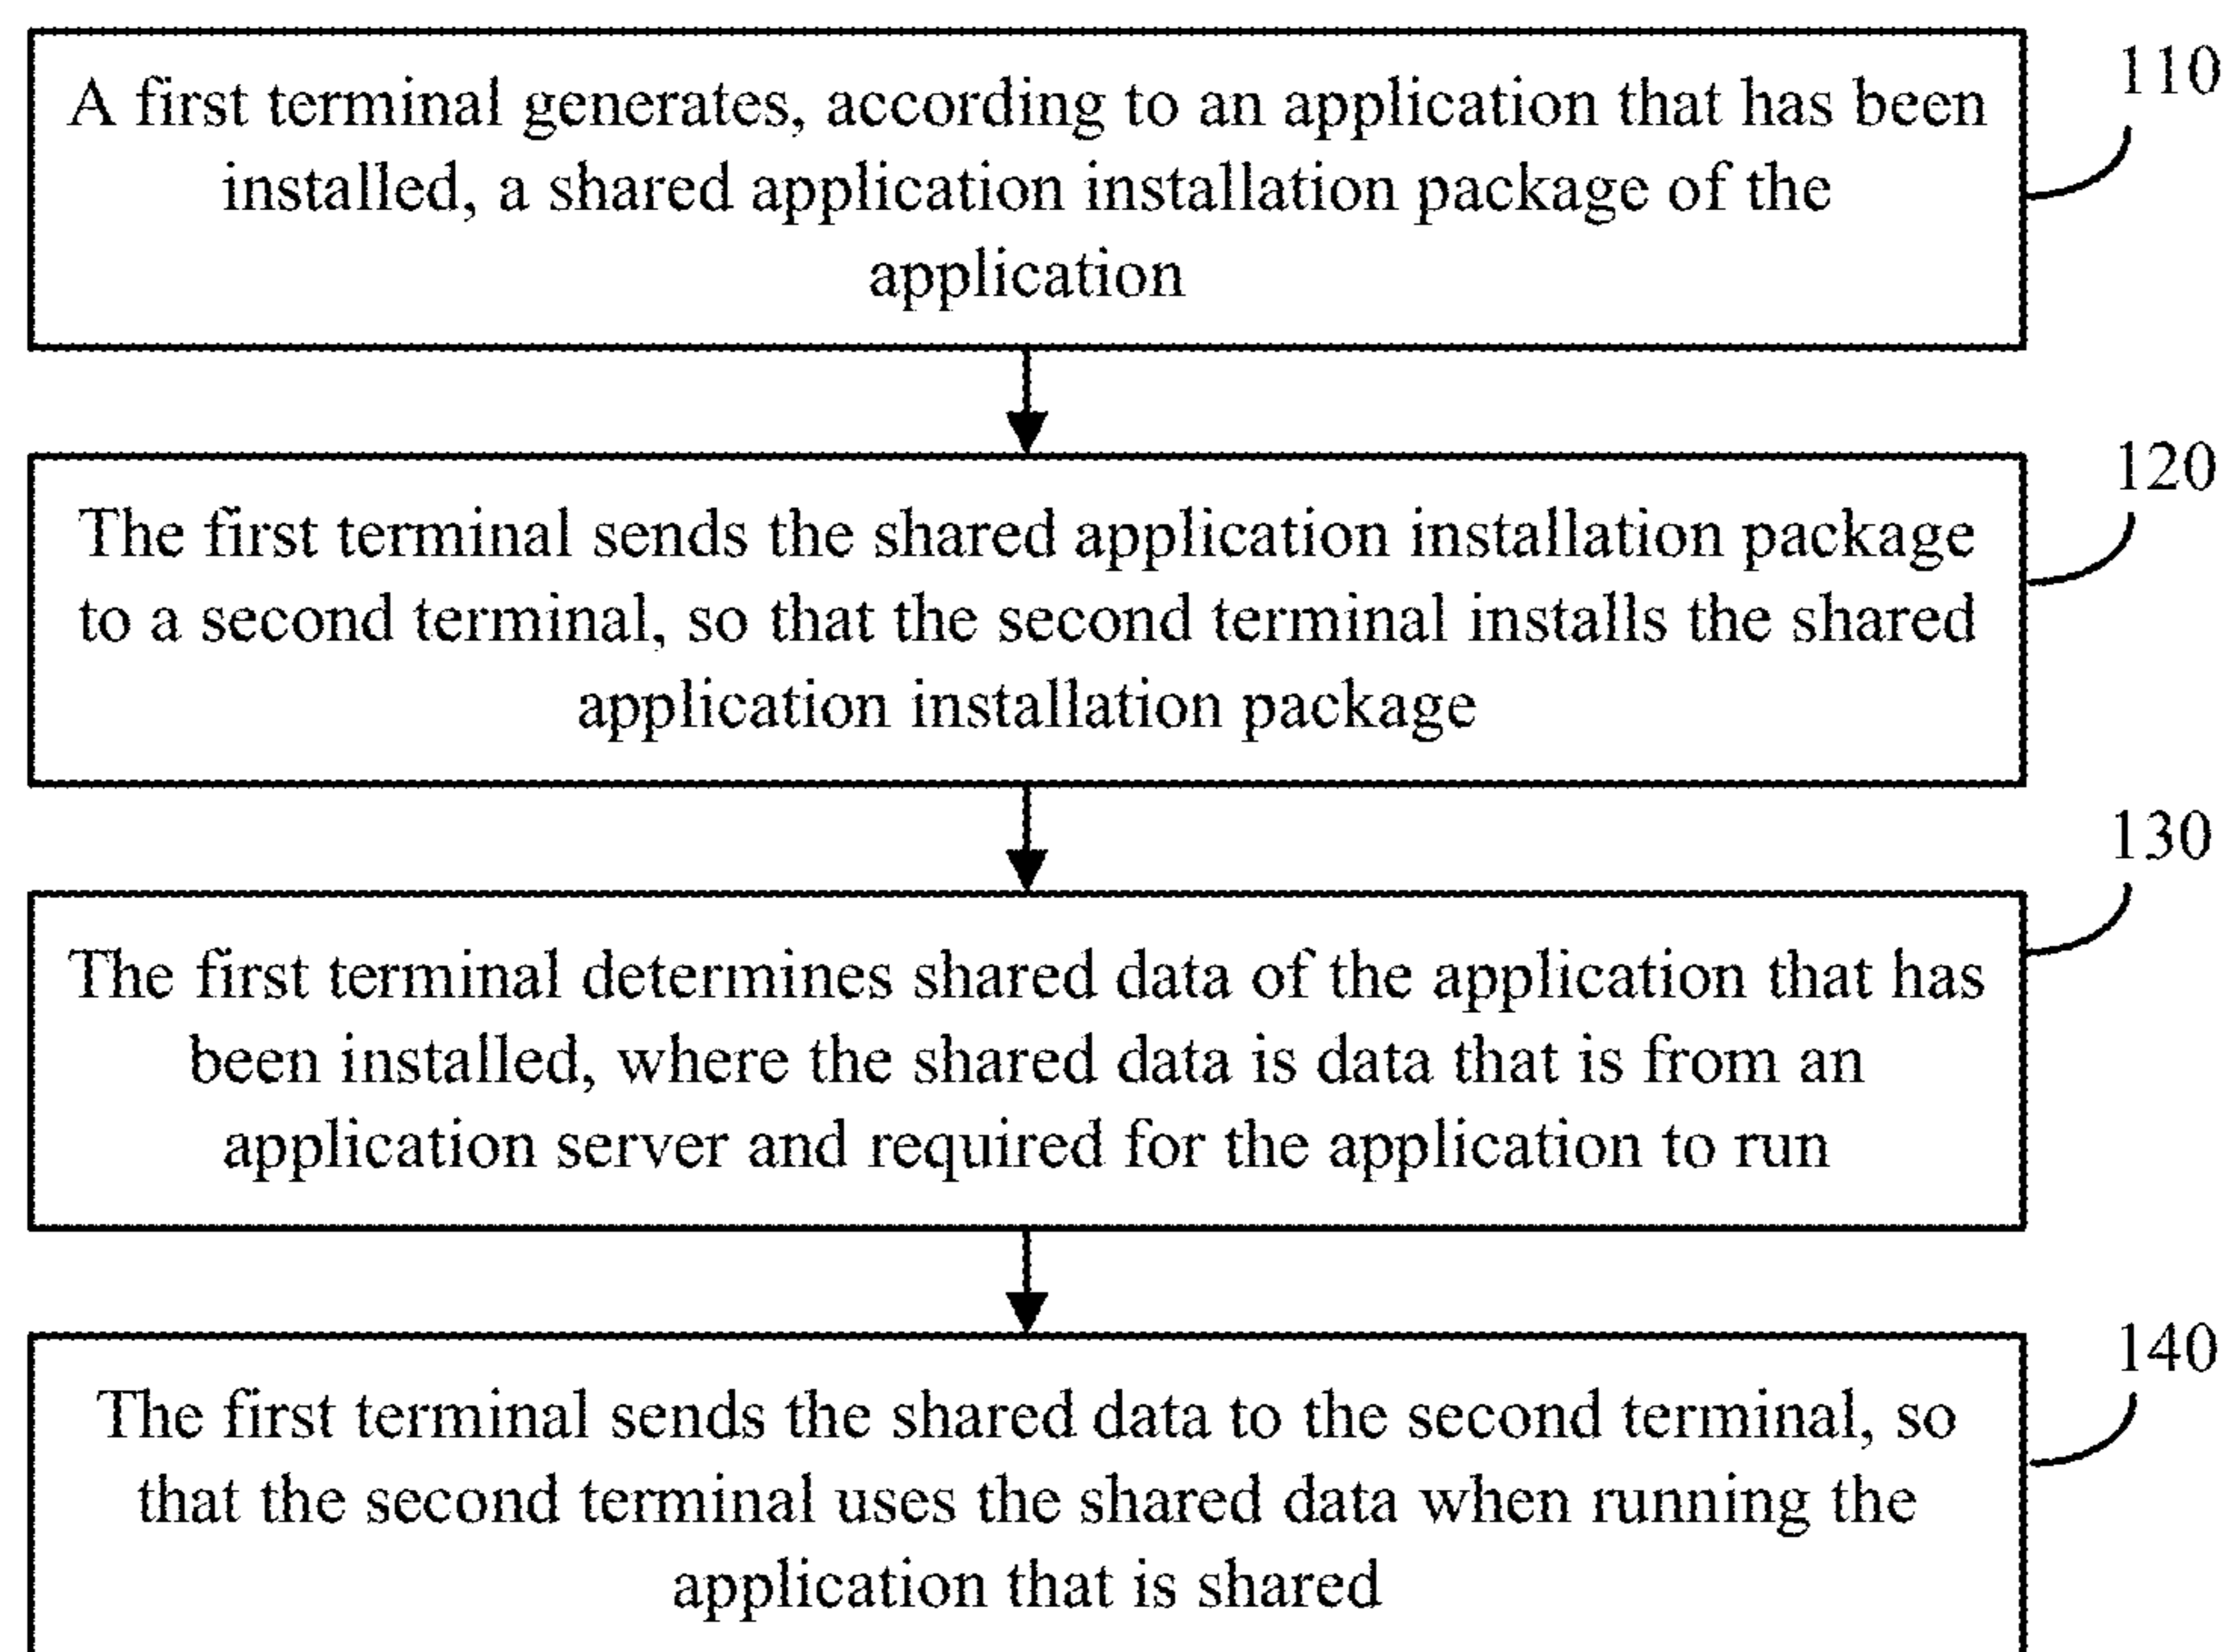 A first terminal generates, according to an application that has been
installed, a shared application installation package of the
application
110
The first terminal sends the shared application installation package
to a second terminal, so that the second terminal installs the shared
application installation package
120
The first terminal determines shared data of the application that has
been installed, where the shared data is data that is from an
application server and required for the application to run
130
The first terminal sends the shared data to the second terminal, so
that the second terminal uses the shared data when running the
application that is shared
140